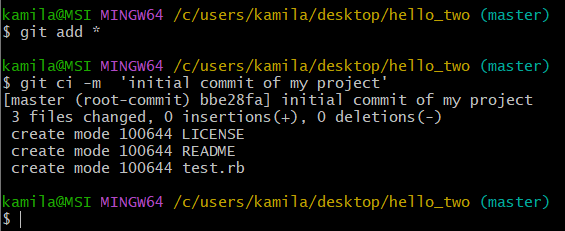 kamila@MSI MINGW64 /c/users/kamila/desktop/hello_two (master)
$ git add *
kamila@MSI MINGW64 /c/users/kamila/desktop/hello_two (master)
$ git ci -m  'initial commit of my project'
[master (root-commit) bbe28fa] initial commit of my project
 3 files changed, 0 insertions(+), 0 deletions(-)
 create mode 100644 LICENSE
 create mode 100644 README
 create mode 100644 test.rb
kamila@MSI MINGW64 /c/users/kamila/desktop/hello_two (master)
$